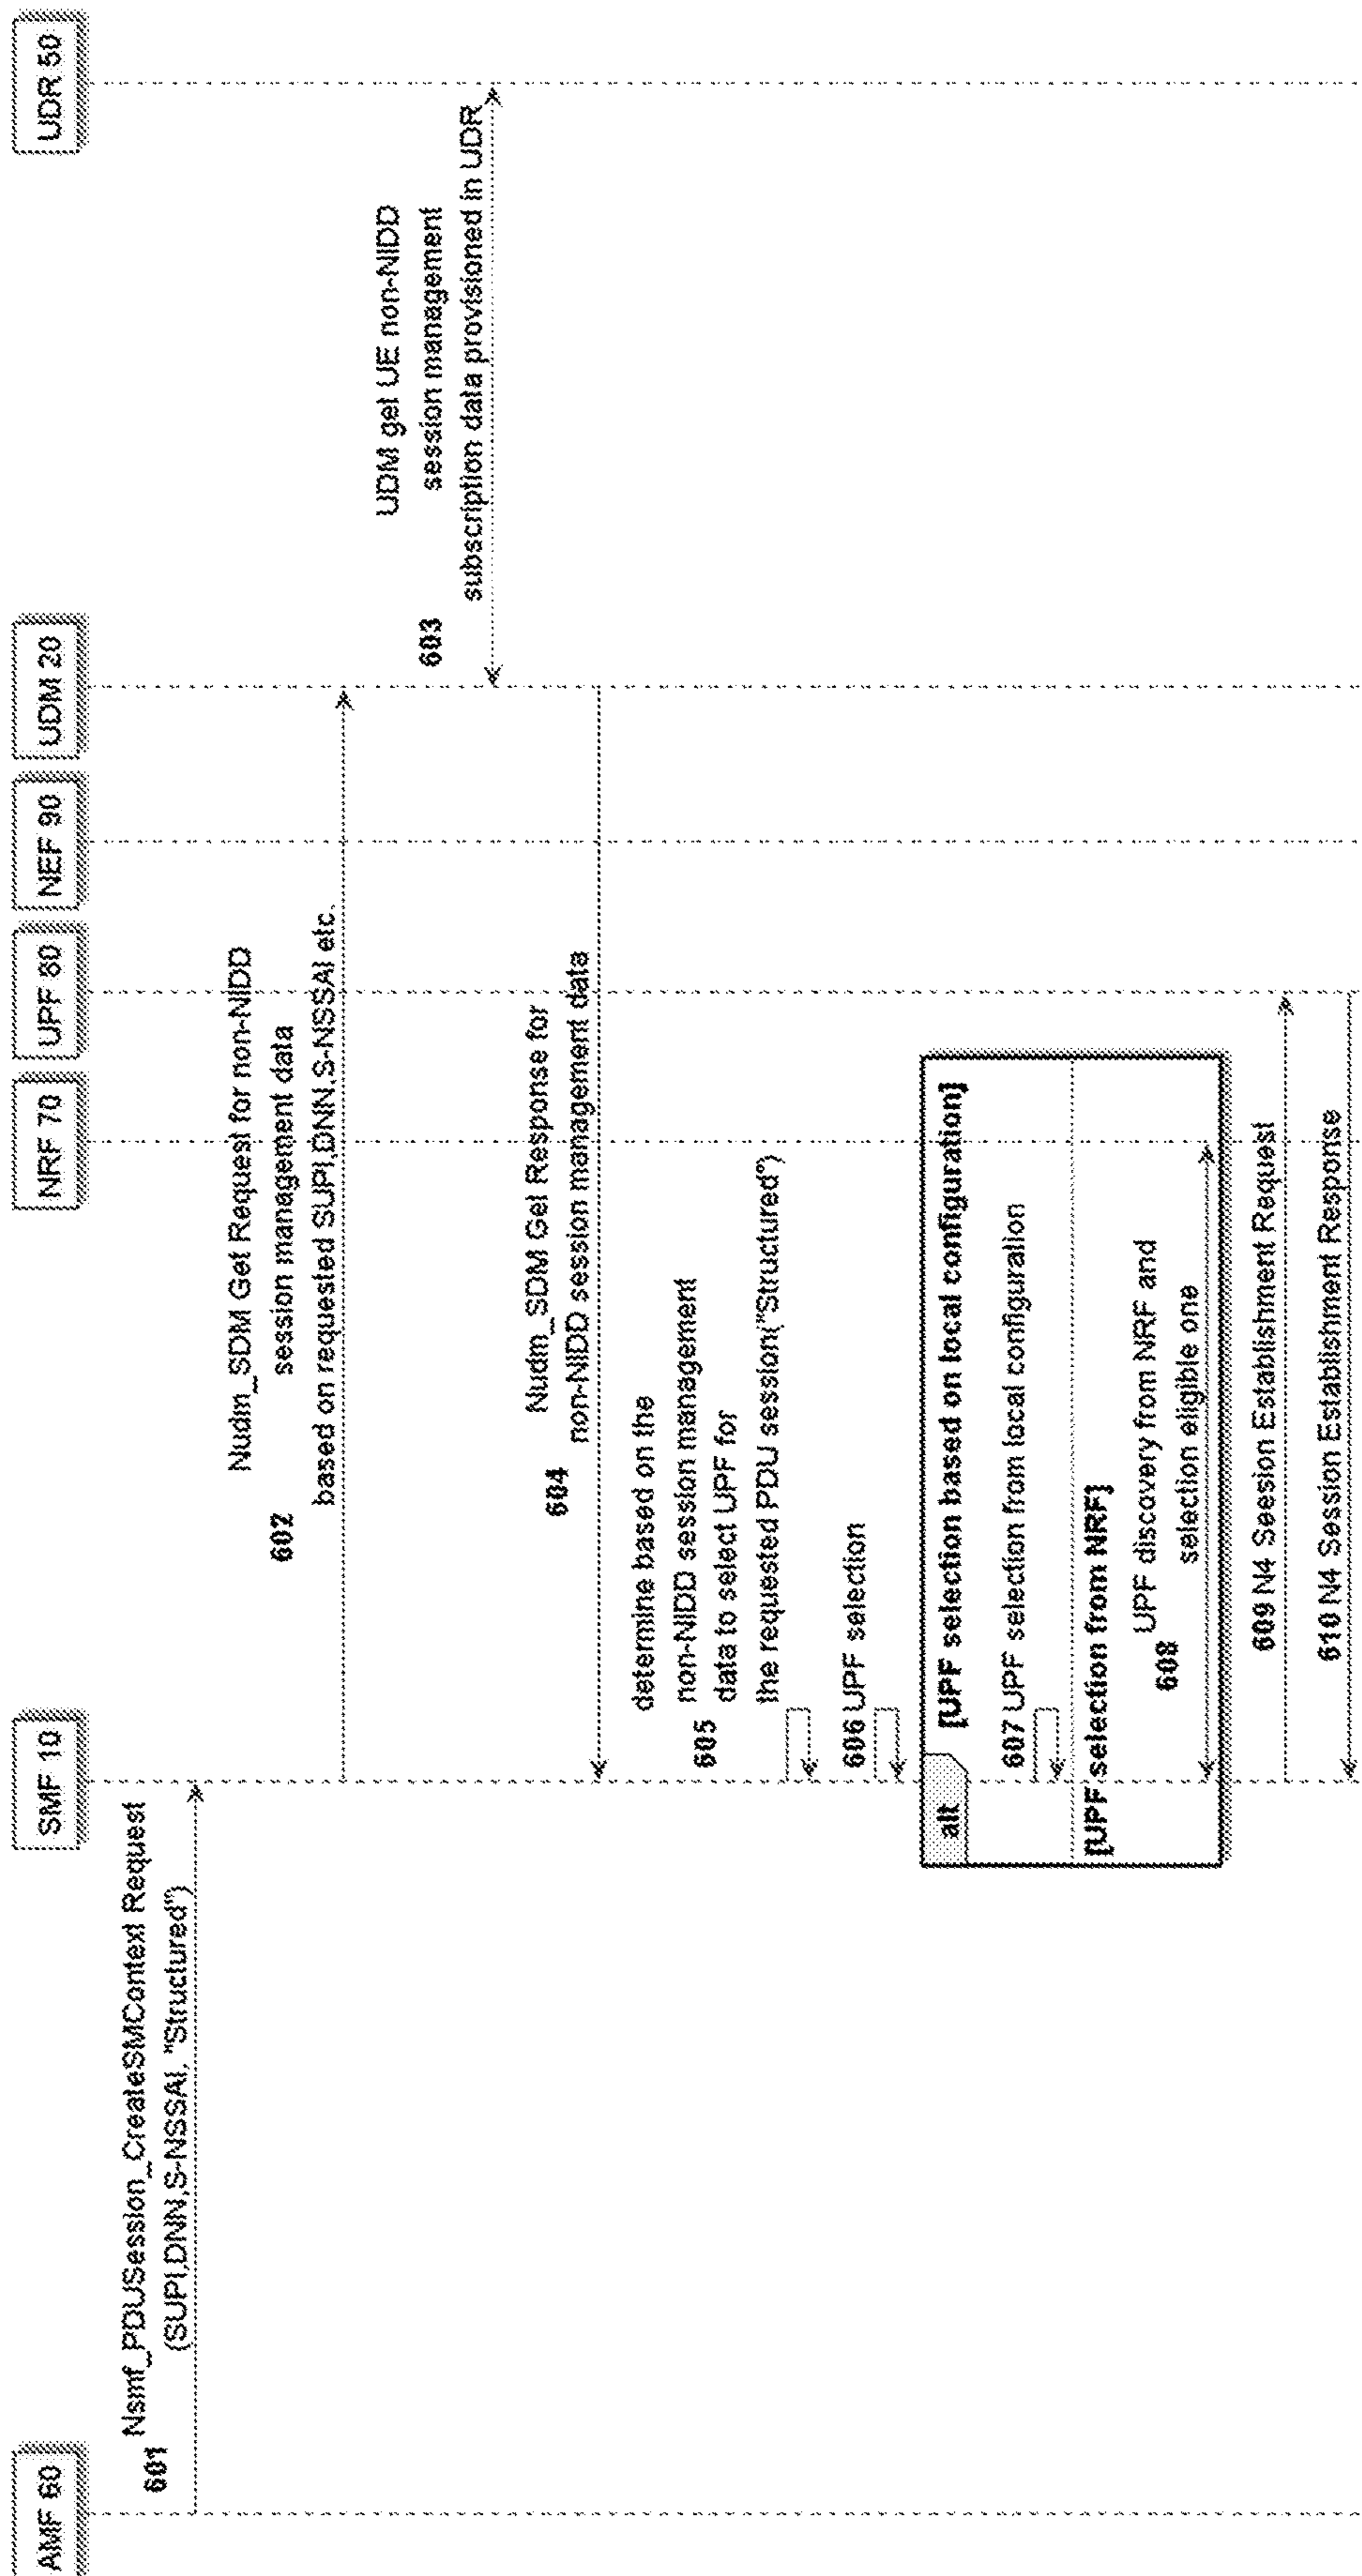 AMF 60
SMF 10
NRF 70
UPF 80
NEF 90
UDM 20
UDR 50
Nsmf_PDUSession_CreateSMContext Request
601
(SUPI,DNN,S-NSSAI, "Structured")
Nudm_SDM Get Request for non-NIDD
602
session management data
based on requested SUPI,DNN,S-NSSAI etc.
UDM get UE non-NIDD
603
session management
subscription data provisioned in UDR
Nudm_SDM Get Response for
604
non-NIDD session management data
determine based on the
non-NIDD session management
605
data to select UPF for
the requested PDU session("Structured")
606 UPF selection
alt
[UPF selection based on local configuration]
607 UPF selection from local configuration
[UPF selection from NRF]
UPF discovery from NRF and
608
selection eligible one
609 N4 Seesion Establishment Request
610 N4 Session Establishment Response